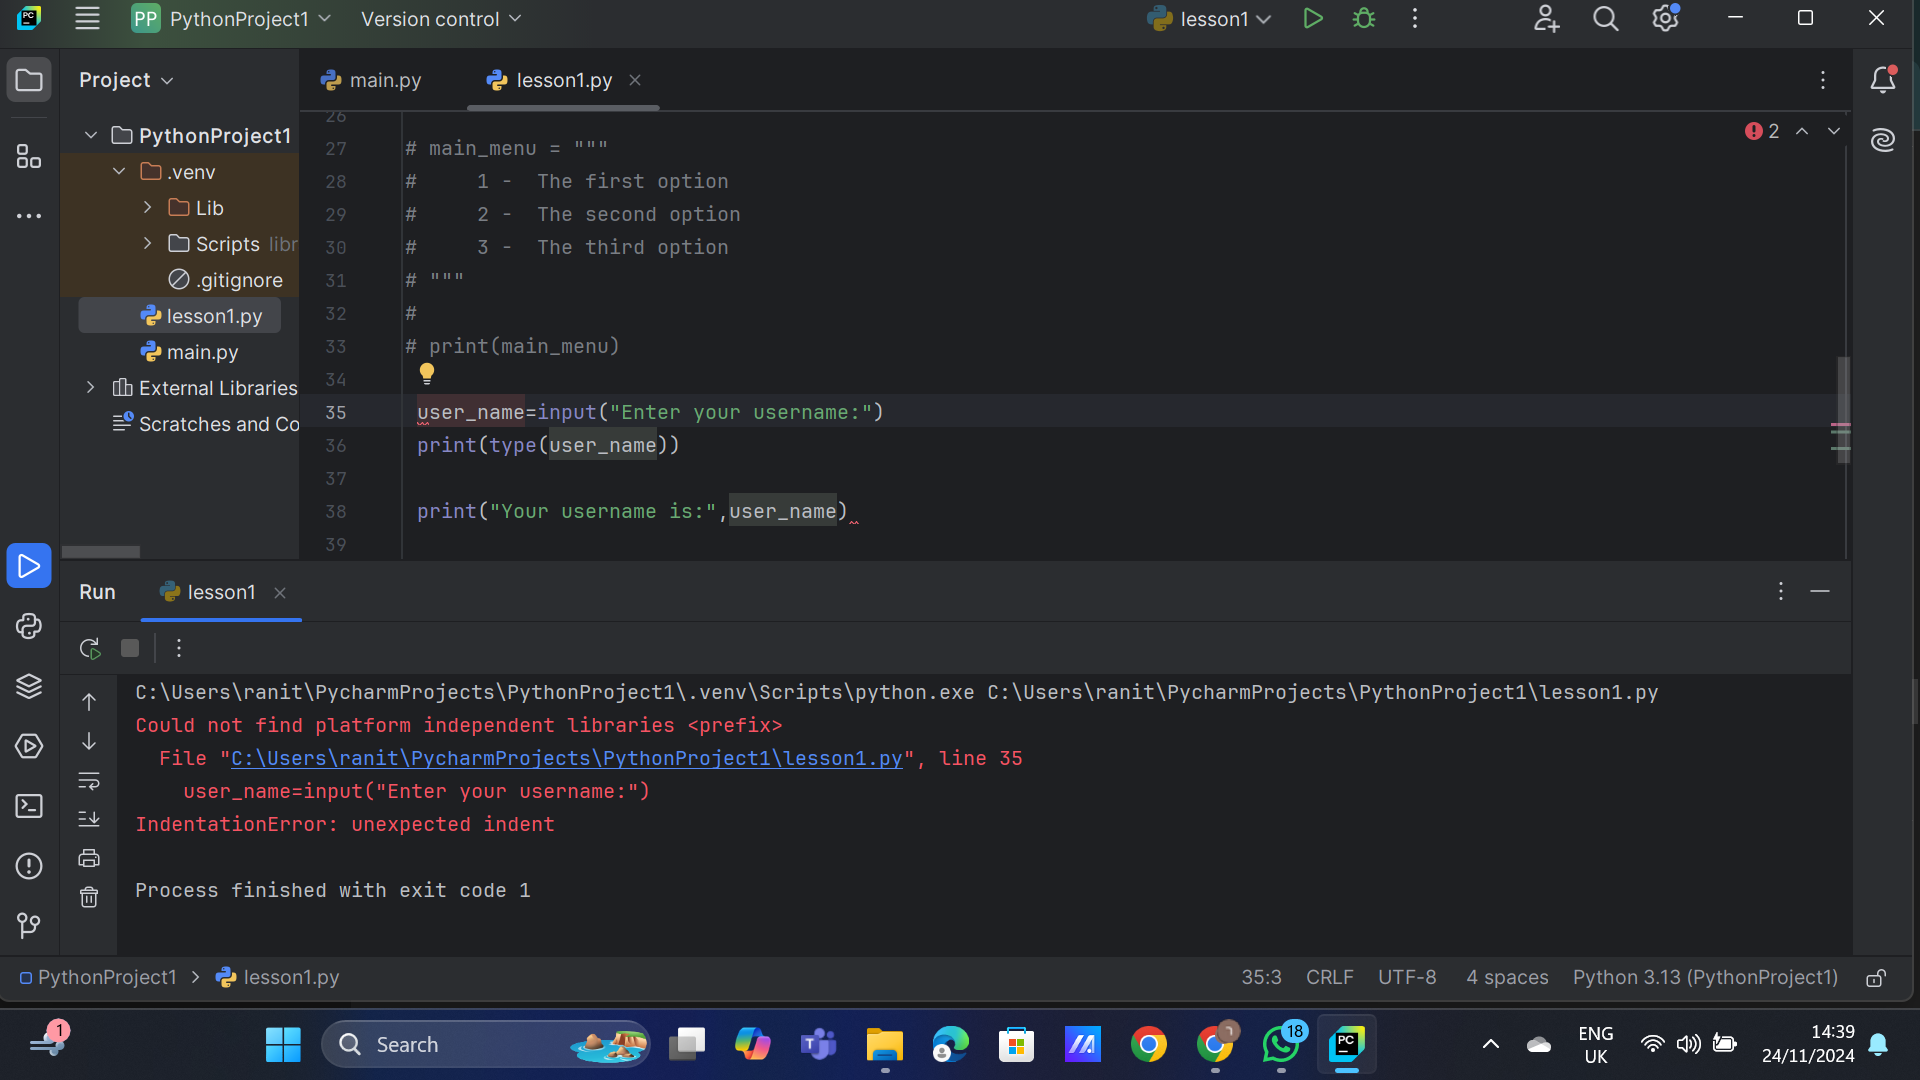 PP PythonProject1 Version control lesson1
Project
main.py lesson1.py
PythonProject1
.venv
Lib
Scripts libr
.gitignore
lesson1.py
main.py
External Libraries
Scratches and Co
2
26
27 # main_menu = """
28 #     1 -  The first option
29 #     2 -  The second option
30 #     3 -  The third option
31 # """
32 #
33 # print(main_menu)
34
35 user_name=input("Enter your username:")
36 print(type(user_name))
37
38 print("Your username is:",user_name)
39
Run lesson1
C:\Users\ranit\PycharmProjects\PythonProject1\.venv\Scripts\python.exe C:\Users\ranit\PycharmProjects\PythonProject1\lesson1.py
Could not find platform independent libraries <prefix>
  File "C:\Users\ranit\PycharmProjects\PythonProject1\lesson1.py", line 35
    user_name=input("Enter your username:")
IndentationError: unexpected indent
Process finished with exit code 1
PythonProject1 > lesson1.py 35:3 CRLF UTF-8 4 spaces Python 3.13 (PythonProject1)
1
Search
18
PC
ENG
UK
14:39
24/11/2024